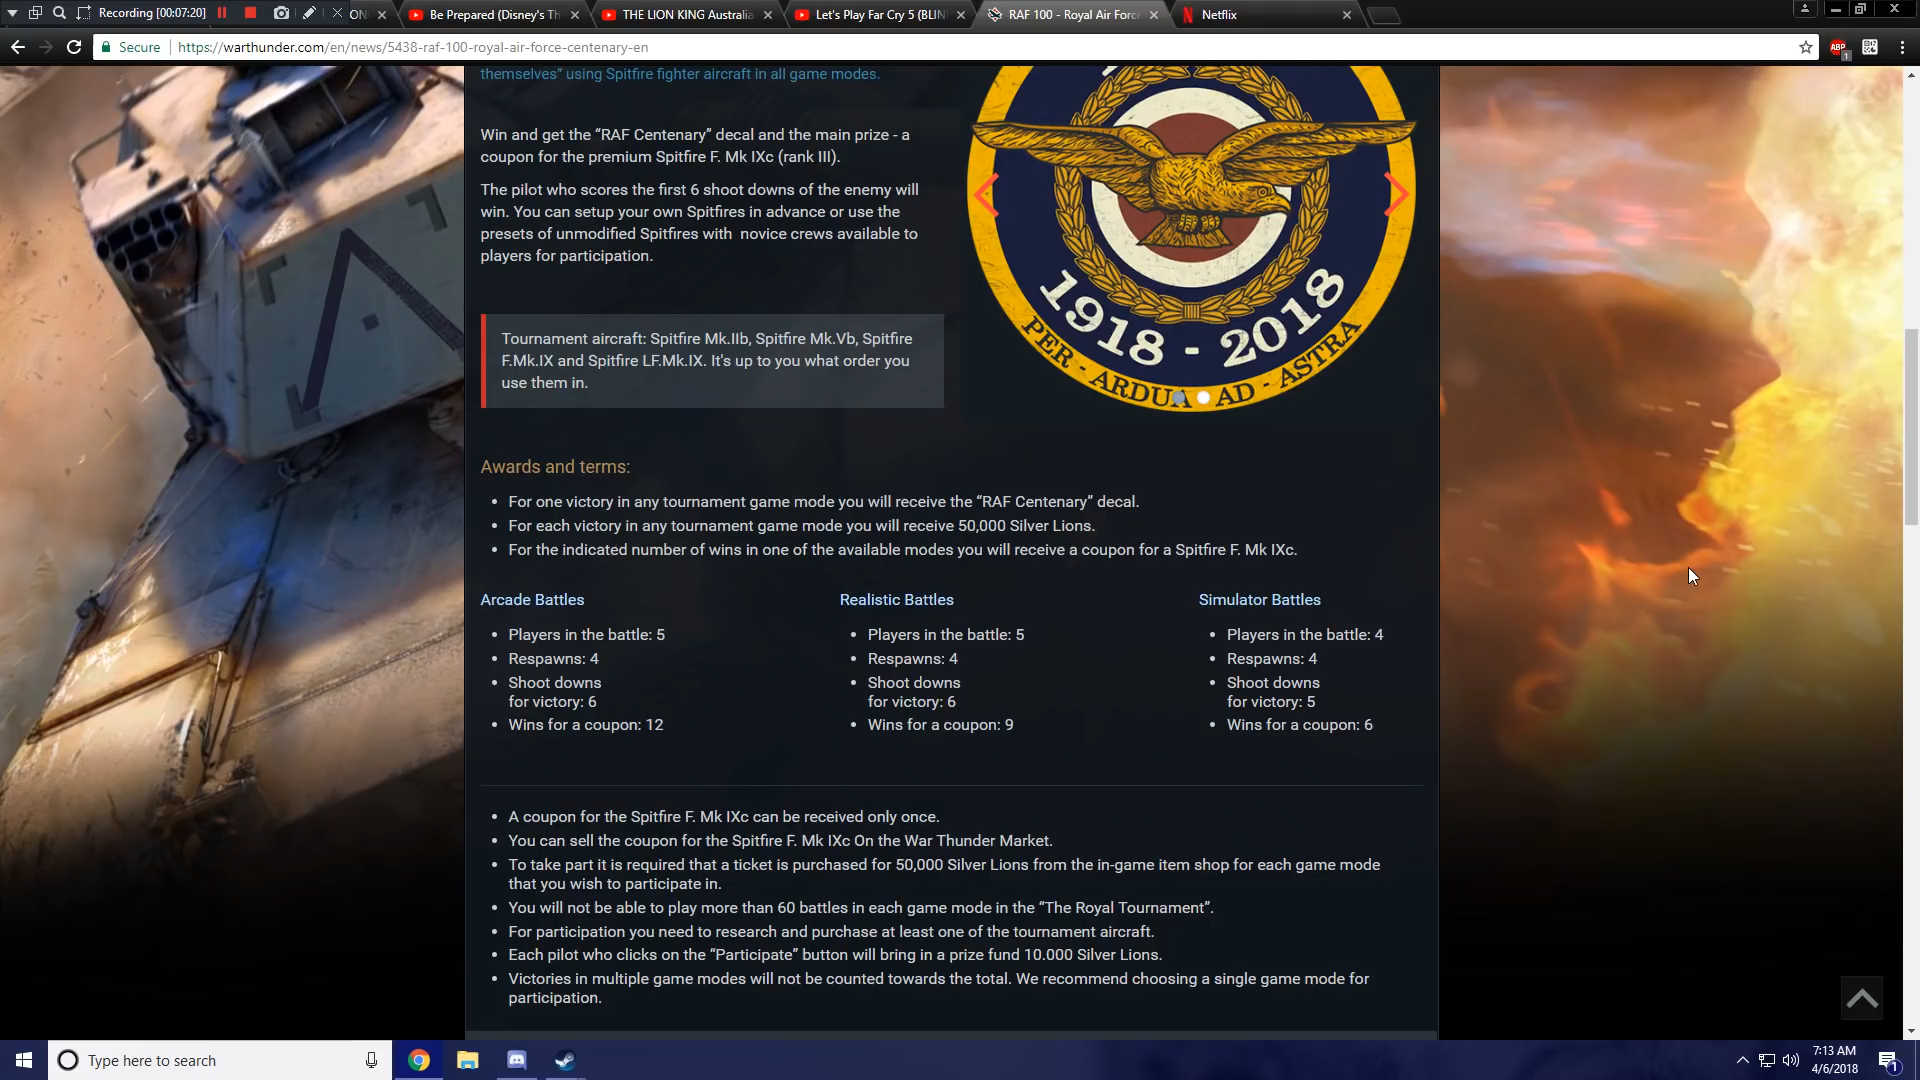 Recording [00:07:20]
ON
Be Prepared (Disney's Th
THE LION KING Australia
Let's Play Far Cry 5 (BLIN
RAF 100 - Royal Air Force
Netflix
Secure
https://warthunder.com/en/news/5438-raf-100-royal-air-force-centenary-en
ABP
1
themselves” using Spitfire fighter aircraft in all game modes.
Win and get the “RAF Centenary” decal and the main prize - a
coupon for the premium Spitfire F. Mk IXc (rank III).
The pilot who scores the first 6 shoot downs of the enemy will
win. You can setup your own Spitfires in advance or use the
presets of unmodified Spitfires with novice crews available to
players for participation.
1918 - 2018
PER - ARDUA AD - ASTRA
Tournament aircraft: Spitfire Mk.IIb, Spitfire Mk.Vb, Spitfire
F.Mk.IX and Spitfire LF.Mk.IX. It's up to you what order you
use them in.
Awards and terms:
• For one victory in any tournament game mode you will receive the “RAF Centenary” decal.
• For each victory in any tournament game mode you will receive 50,000 Silver Lions.
• For the indicated number of wins in one of the available modes you will receive a coupon for a Spitfire F. Mk IXc.
Arcade Battles
• Players in the battle: 5
• Respawns: 4
• Shoot downs
for victory: 6
• Wins for a coupon: 12
Realistic Battles
• Players in the battle: 5
• Respawns: 4
• Shoot downs
for victory: 6
• Wins for a coupon: 9
Simulator Battles
• Players in the battle: 4
• Respawns: 4
• Shoot downs
for victory: 5
• Wins for a coupon: 6
• A coupon for the Spitfire F. Mk IXc can be received only once.
• You can sell the coupon for the Spitfire F. Mk IXc On the War Thunder Market.
• To take part it is required that a ticket is purchased for 50,000 Silver Lions from the in-game item shop for each game mode
that you wish to participate in.
• You will not be able to play more than 60 battles in each game mode in the “The Royal Tournament”.
• For participation you need to research and purchase at least one of the tournament aircraft.
• Each pilot who clicks on the “Participate” button will bring in a prize fund 10.000 Silver Lions.
• Victories in multiple game modes will not be counted towards the total. We recommend choosing a single game mode for
participation.
Type here to search
7:13 AM
4/6/2018
1